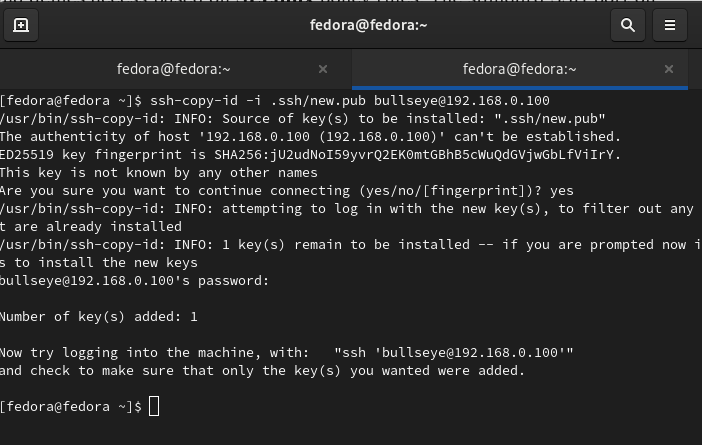 fedora@fedora:~
fedora@fedora:~
fedora@fedora:~
[fedora@fedora ~]$ ssh-copy-id -i .ssh/new.pub bullseye@192.168.0.100
/usr/bin/ssh-copy-id: INFO: Source of key(s) to be installed: ".ssh/new.pub"
The authenticity of host '192.168.0.100 (192.168.0.100)' can't be established.
ED25519 key fingerprint is SHA256:jU2udNoI59yvrQ2EK0mtGBhB5cWuQdGVjwGbLfViIrY.
This key is not known by any other names
Are you sure you want to continue connecting (yes/no/[fingerprint])? yes
/usr/bin/ssh-copy-id: INFO: attempting to log in with the new key(s), to filter out any
t are already installed
/usr/bin/ssh-copy-id: INFO: 1 key(s) remain to be installed -- if you are prompted now i
s to install the new keys
bullseye@192.168.0.100's password:
Number of key(s) added: 1
Now try logging into the machine, with:   "ssh 'bullseye@192.168.0.100'"
and check to make sure that only the key(s) you wanted were added.
[fedora@fedora ~]$